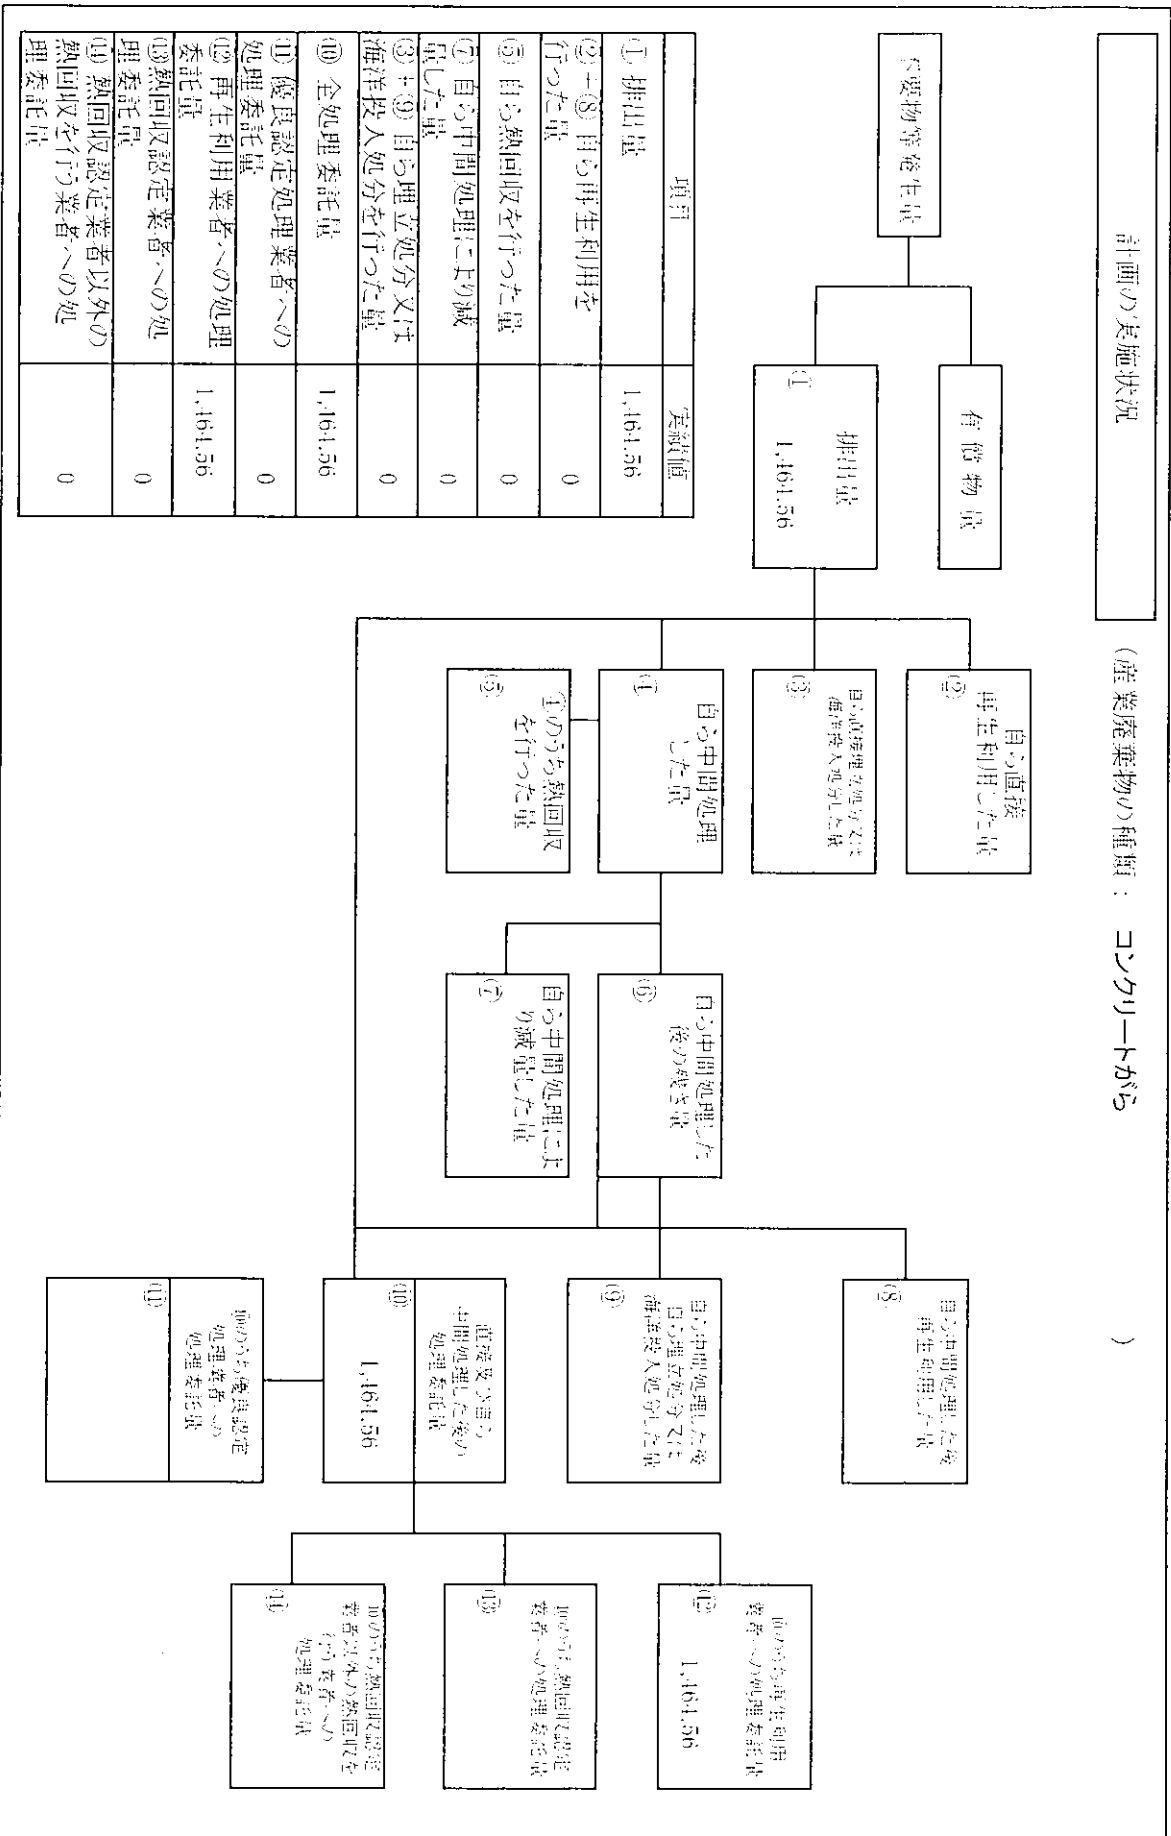 計画の実施状況
(産業廃棄物の種類： コンクリートがら )
不要物等発生量
有償物量
① 排出量
1,464.56
② 自ら直接
再生利用した量
③ 自ら直接埋立処分又は
海洋投入処分した量
④ 自ら中間処理
した量
⑤ ④のうち熱回収
を行った量
⑥ 自ら中間処理した
後の残さ量
⑦ 自ら中間処理によ
り減量した量
⑧ 自ら中間処理した後
再生利用した量
⑨ 自ら中間処理した後
自ら埋立処分又は
海洋投入処分した量
⑩ 直接及び自ら
中間処理した後の
処理委託量
1,464.56
⑪ ⑩のうち優良認定
処理業者への
処理委託量
⑫ ⑩のうち再生利用
業者への処理委託量
1,464.56
⑬ ⑩のうち熱回収認定
業者への処理委託量
⑭ ⑩のうち熱回収認定
業者以外の熱回収を
行う業者への
処理委託量
項目 実績値
① 排出量 1,464.56
②+⑧ 自ら再生利用を
行った量 0
⑤ 自ら熱回収を行った量 0
⑦ 自ら中間処理により減
量した量 0
③+⑨ 自ら埋立処分又は
海洋投入処分を行った量 0
⑩ 全処理委託量 1,464.56
⑪ 優良認定処理業者への
処理委託量 0
⑫ 再生利用業者への処理
委託量 1,464.56
⑬熱回収認定業者への処
理委託量 0
⑭ 熱回収認定業者以外の
熱回収を行う業者への処
理委託量 0